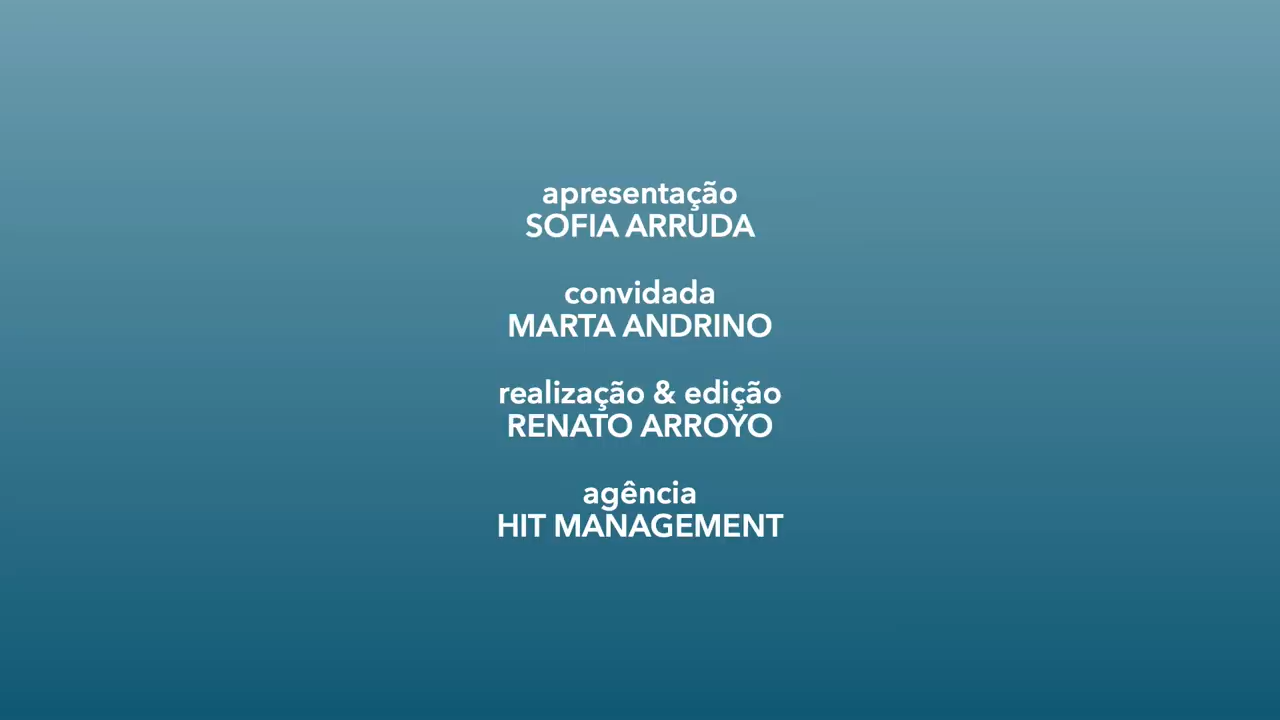 apresentação
SOFIA ARRUDA
convidada
MARTA ANDRINO
realização & edição
RENATO ARROYO
agência
HIT MANAGEMENT